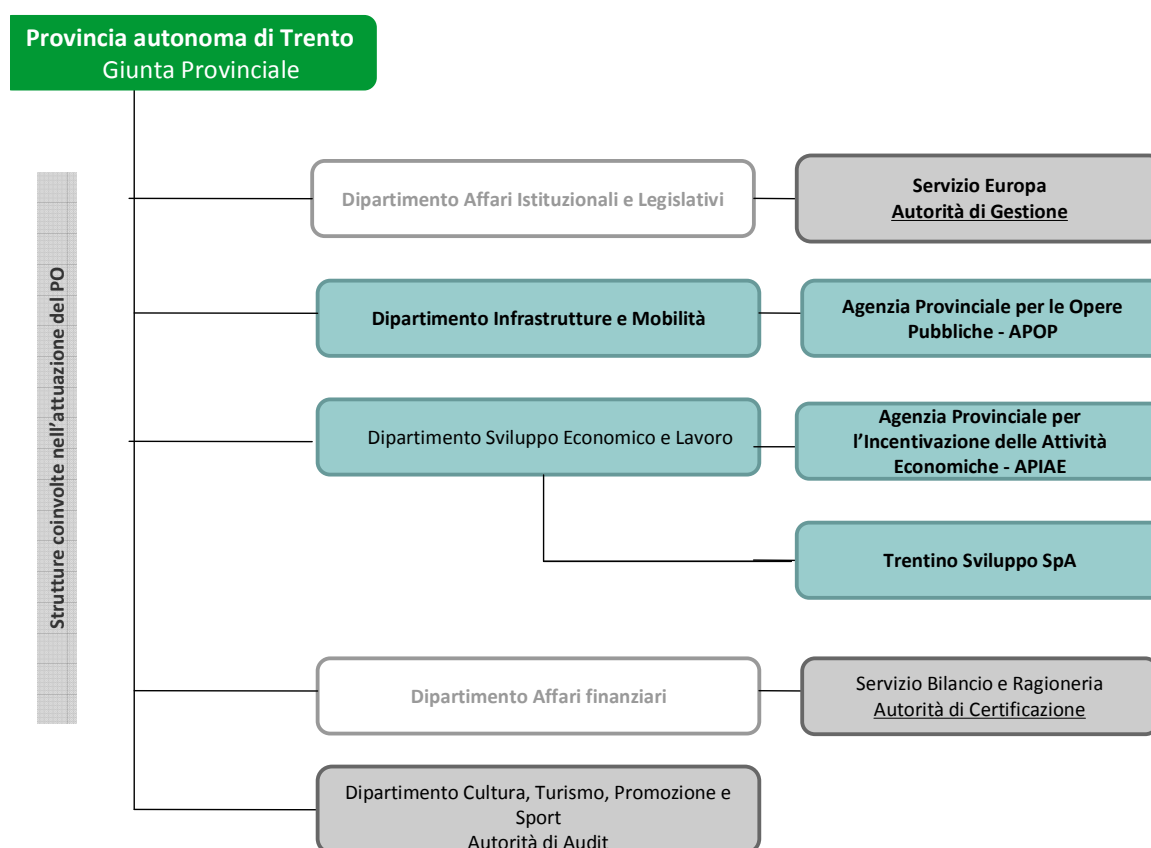 Provincia autonoma di Trento
Giunta Provinciale
Strutture coinvolte nell'attuazione del PO
Dipartimento Affari Istituzionali e Legislativi
Servizio Europa
Autorità di Gestione
Dipartimento Infrastrutture e Mobilità
Agenzia Provinciale per le Opere
Pubbliche - APOP
Dipartimento Sviluppo Economico e Lavoro
Agenzia Provinciale per
l'Incentivazione delle Attività
Economiche - APIAE
Trentino Sviluppo SpA
Dipartimento Affari finanziari
Servizio Bilancio e Ragioneria
Autorità di Certificazione
Dipartimento Cultura, Turismo, Promozione e
Sport
Autorità di Audit